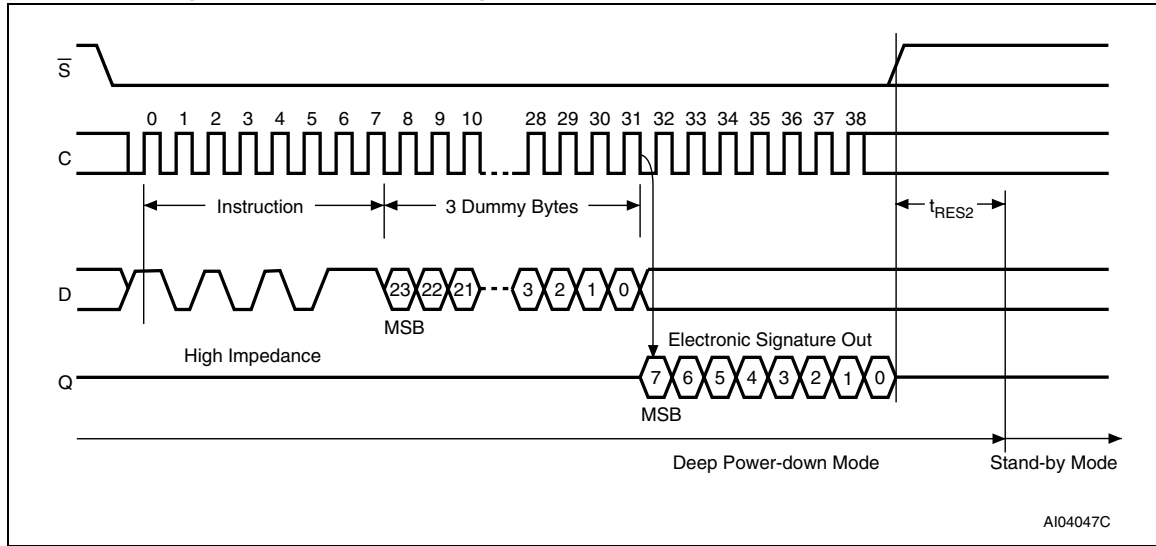 S
0 1 2 3 4 5 6 7 8 9 10 28 29 30 31 32 33 34 35 36 37 38
C
Instruction 3 Dummy Bytes tRES2
D 23 22 21 3 2 1 0
MSB
High Impedance Electronic Signature Out
Q 7 6 5 4 3 2 1 0
MSB
Deep Power-down Mode Stand-by Mode
AI04047C